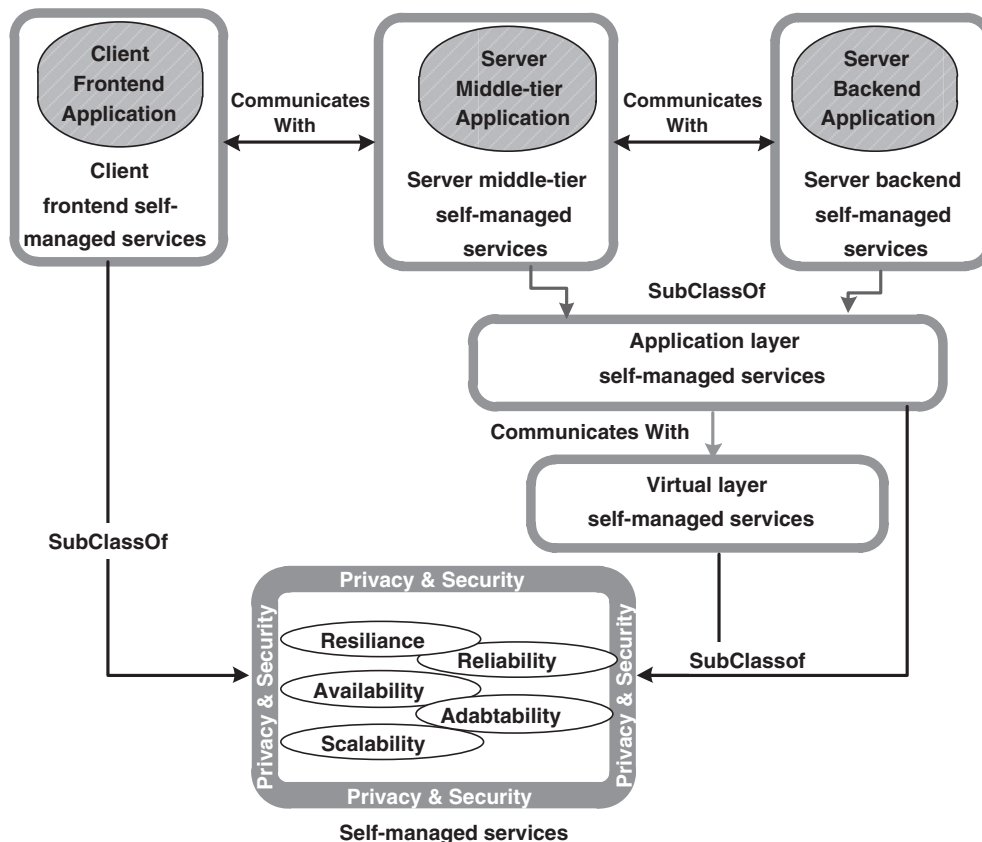 Client
Frontend
Application
Client
frontend self-
managed services
Communicates
With
Server
Middle-tier
Application
Server middle-tier
self-managed
services
Communicates
With
Server
Backend
Application
Server backend
self-managed
services
SubClassOf
Application layer
self-managed services
Communicates With
Virtual layer
self-managed services
SubClassOf
SubClassof
Privacy & Security
Privacy & Security
Resiliance
Reliability
Availability
Adabtability
Scalability
Privacy & Security
Privacy & Security
Self-managed services